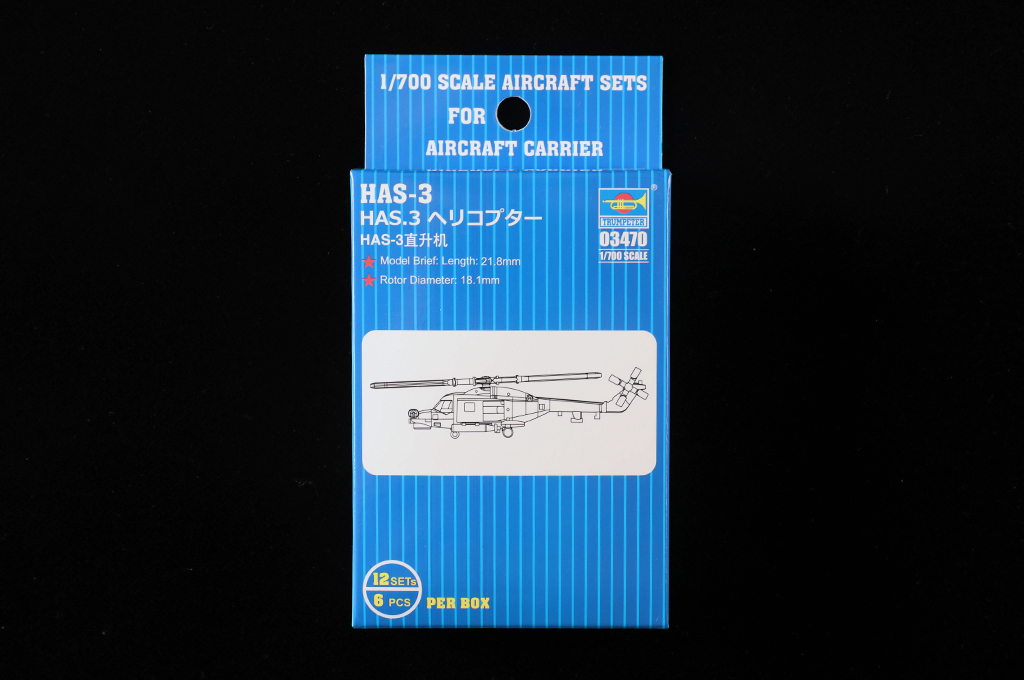 1/700 SCALE AIRCRAFT SETS
FOR
AIRCRAFT CARRIER
HAS-3
HAS.3 ヘリコプター
HAS-3直升机
Model Brief: Length: 21.8mm
Rotor Diameter: 18.1mm
®
TRUMPETER
03470
1/700 SCALE
12 SETs
6 PCS
PER BOX